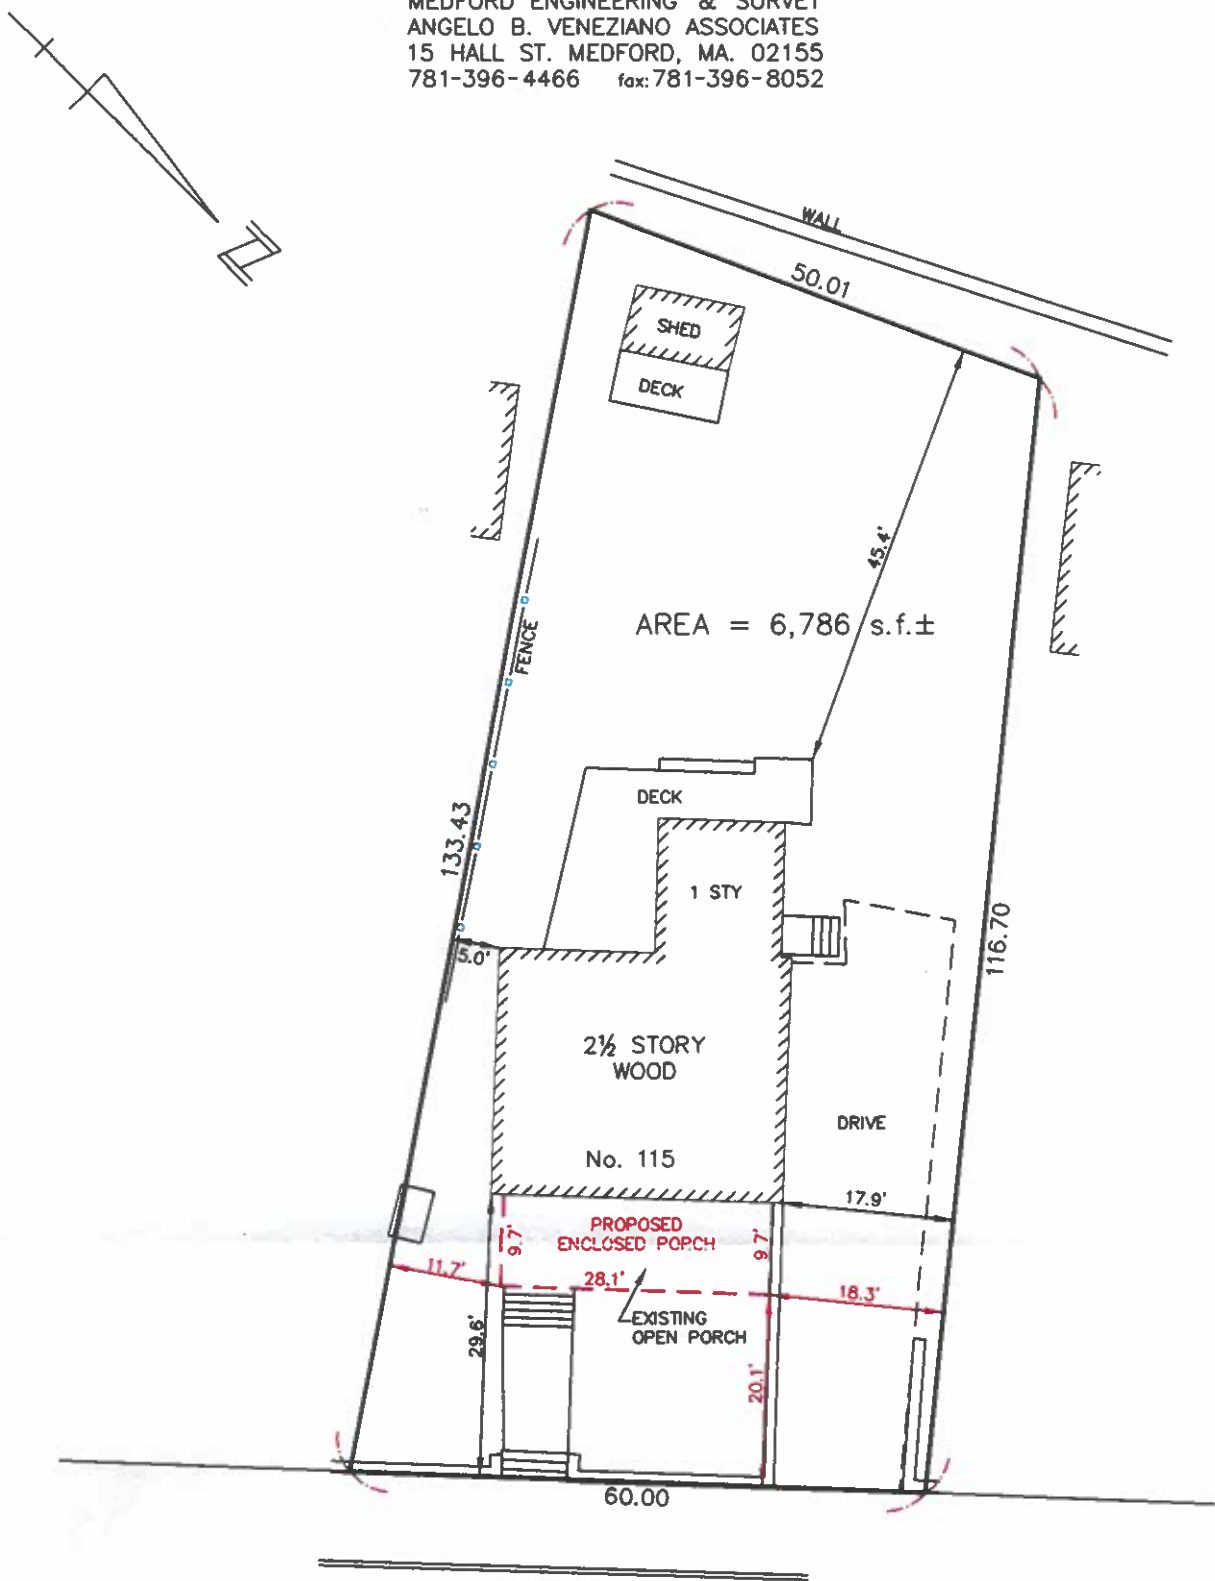 MEDFORD ENGINEERING & SURVEY
ANGELO B. VENEZIANO ASSOCIATES
15 HALL ST. MEDFORD, MA. 02155
781-396-4466 fax: 781-396-8052
N
WALL
50.01
SHED
DECK
45.4'
AREA = 6,786 s.f.±
FENCE
DECK
133.43
1 STY
116.70
5.0'
2½ STORY
WOOD
DRIVE
No. 115
17.9'
PROPOSED
ENCLOSED PORCH
9.7'
9.7'
11.7'
28.1'
18.3'
EXISTING
OPEN PORCH
29.6'
20.1'
60.00